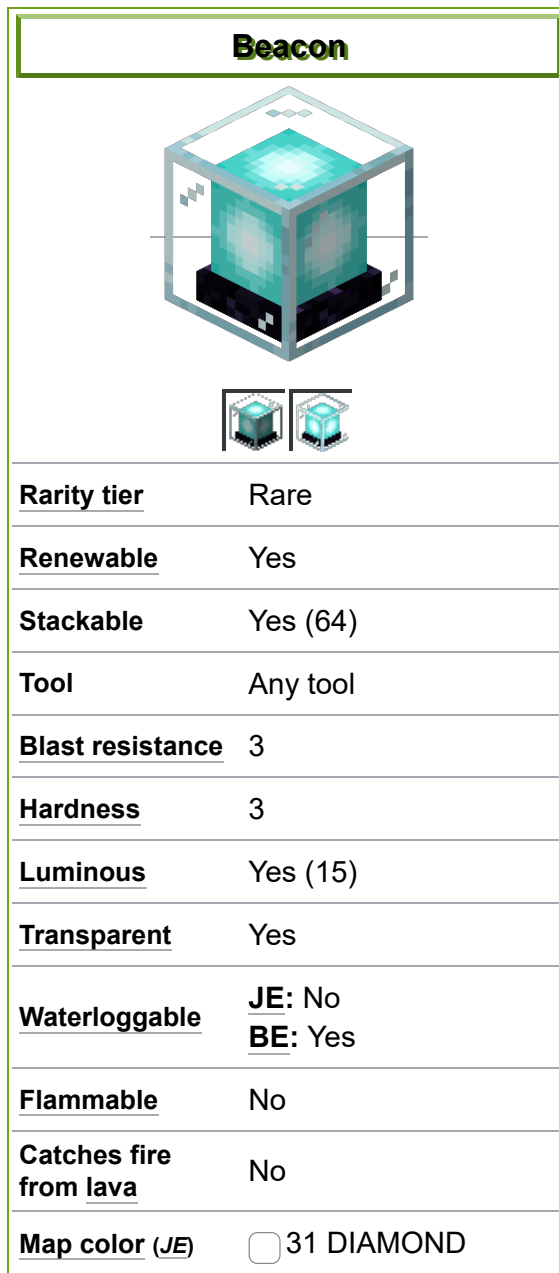 Beacon
Rarity tier Rare
Renewable Yes
Stackable Yes (64)
Tool Any tool
Blast resistance 3
Hardness 3
Luminous Yes (15)
Transparent Yes
Waterloggable JE: No
BE: Yes
Flammable No
Catches fire
from lava No
Map color (JE) 31 DIAMOND